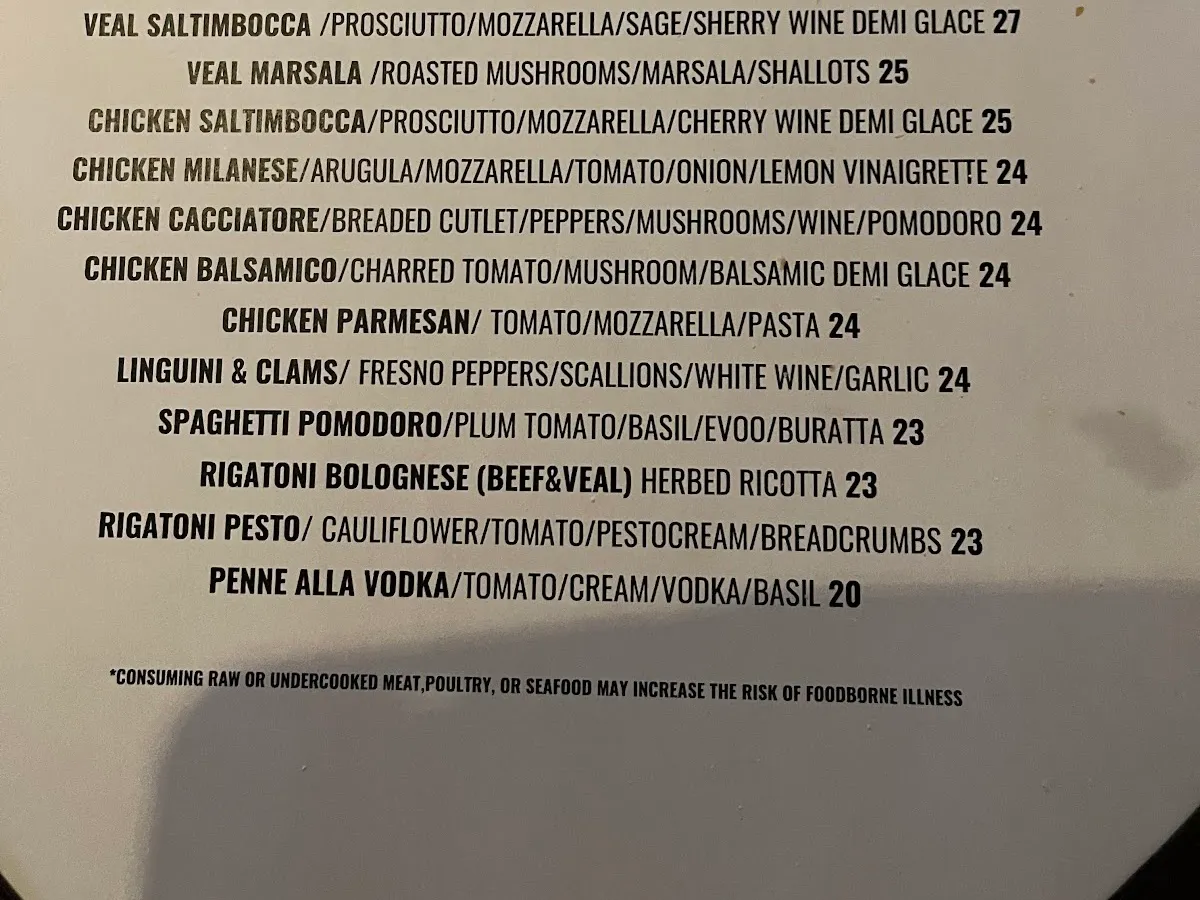 VEAL SALTIMBOCCA /PROSCIUTTO/MOZZARELLA/SAGE/SHERRY WINE DEMI GLACE 27
VEAL MARSALA /ROASTED MUSHROOMS/MARSALA/SHALLOTS 25
CHICKEN SALTIMBOCCA/PROSCIUTTO/MOZZARELLA/CHERRY WINE DEMI GLACE 25
CHICKEN MILANESE/ARUGULA/MOZZARELLA/TOMATO/ONION/LEMON VINAIGRETTE 24
CHICKEN CACCIATORE/BREADED CUTLET/PEPPERS/MUSHROOMS/WINE/POMODORO 24
CHICKEN BALSAMICO/CHARRED TOMATO/MUSHROOM/BALSAMIC DEMI GLACE 24
CHICKEN PARMESAN/ TOMATO/MOZZARELLA/PASTA 24
LINGUINI & CLAMS/ FRESNO PEPPERS/SCALLIONS/WHITE WINE/GARLIC 24
SPAGHETTI POMODORO/PLUM TOMATO/BASIL/EVOO/BURATTA 23
RIGATONI BOLOGNESE (BEEF&VEAL) HERBED RICOTTA 23
RIGATONI PESTO/ CAULIFLOWER/TOMATO/PESTOCREAM/BREADCRUMBS 23
PENNE ALLA VODKA/TOMATO/CREAM/VODKA/BASIL 20
*CONSUMING RAW OR UNDERCOOKED MEAT,POULTRY, OR SEAFOOD MAY INCREASE THE RISK OF FOODBORNE ILLNESS